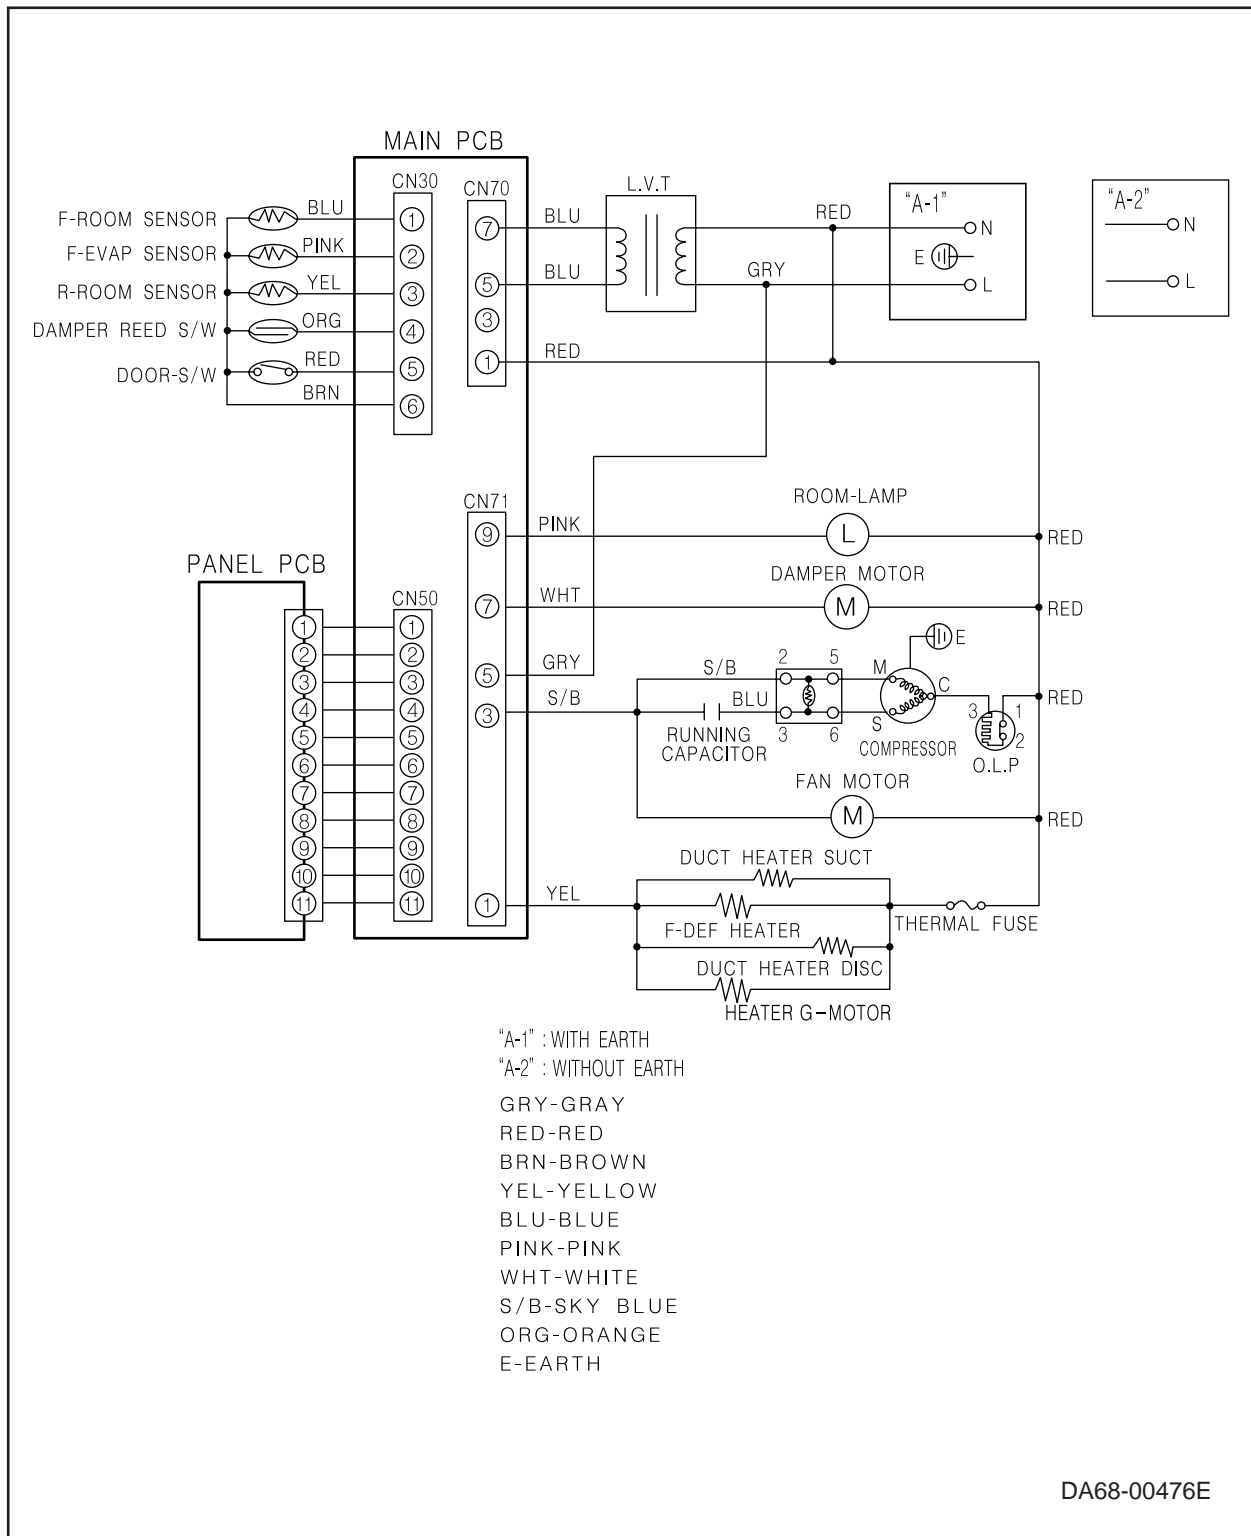 MAIN PCB
CN30
CN70
L.V.T
"A-1"
"A-2"
F-ROOM SENSOR
BLU
1
7
BLU
RED
N
N
F-EVAP SENSOR
PINK
2
E
R-ROOM SENSOR
YEL
3
5
BLU
GRY
L
L
DAMPER REED S/W
ORG
4
3
DOOR-S/W
RED
5
1
RED
BRN
6
CN71
ROOM-LAMP
9
PINK
L
RED
PANEL PCB
DAMPER MOTOR
CN50
7
WHT
M
RED
1
1
2
2
3
3
4
4
5
5
6
6
7
7
8
8
9
9
10
10
11
11
5
GRY
S/B
2
5
M
E
C
3
S/B
BLU
RUNNING
CAPACITOR
3
6
S
COMPRESSOR
3
1
2
O.L.P
RED
FAN MOTOR
M
RED
DUCT HEATER SUCT
1
YEL
F-DEF HEATER
THERMAL FUSE
DUCT HEATER DISC
HEATER G-MOTOR
"A-1" : WITH EARTH
"A-2" : WITHOUT EARTH
GRY-GRAY
RED-RED
BRN-BROWN
YEL-YELLOW
BLU-BLUE
PINK-PINK
WHT-WHITE
S/B-SKY BLUE
ORG-ORANGE
E-EARTH
DA68-00476E